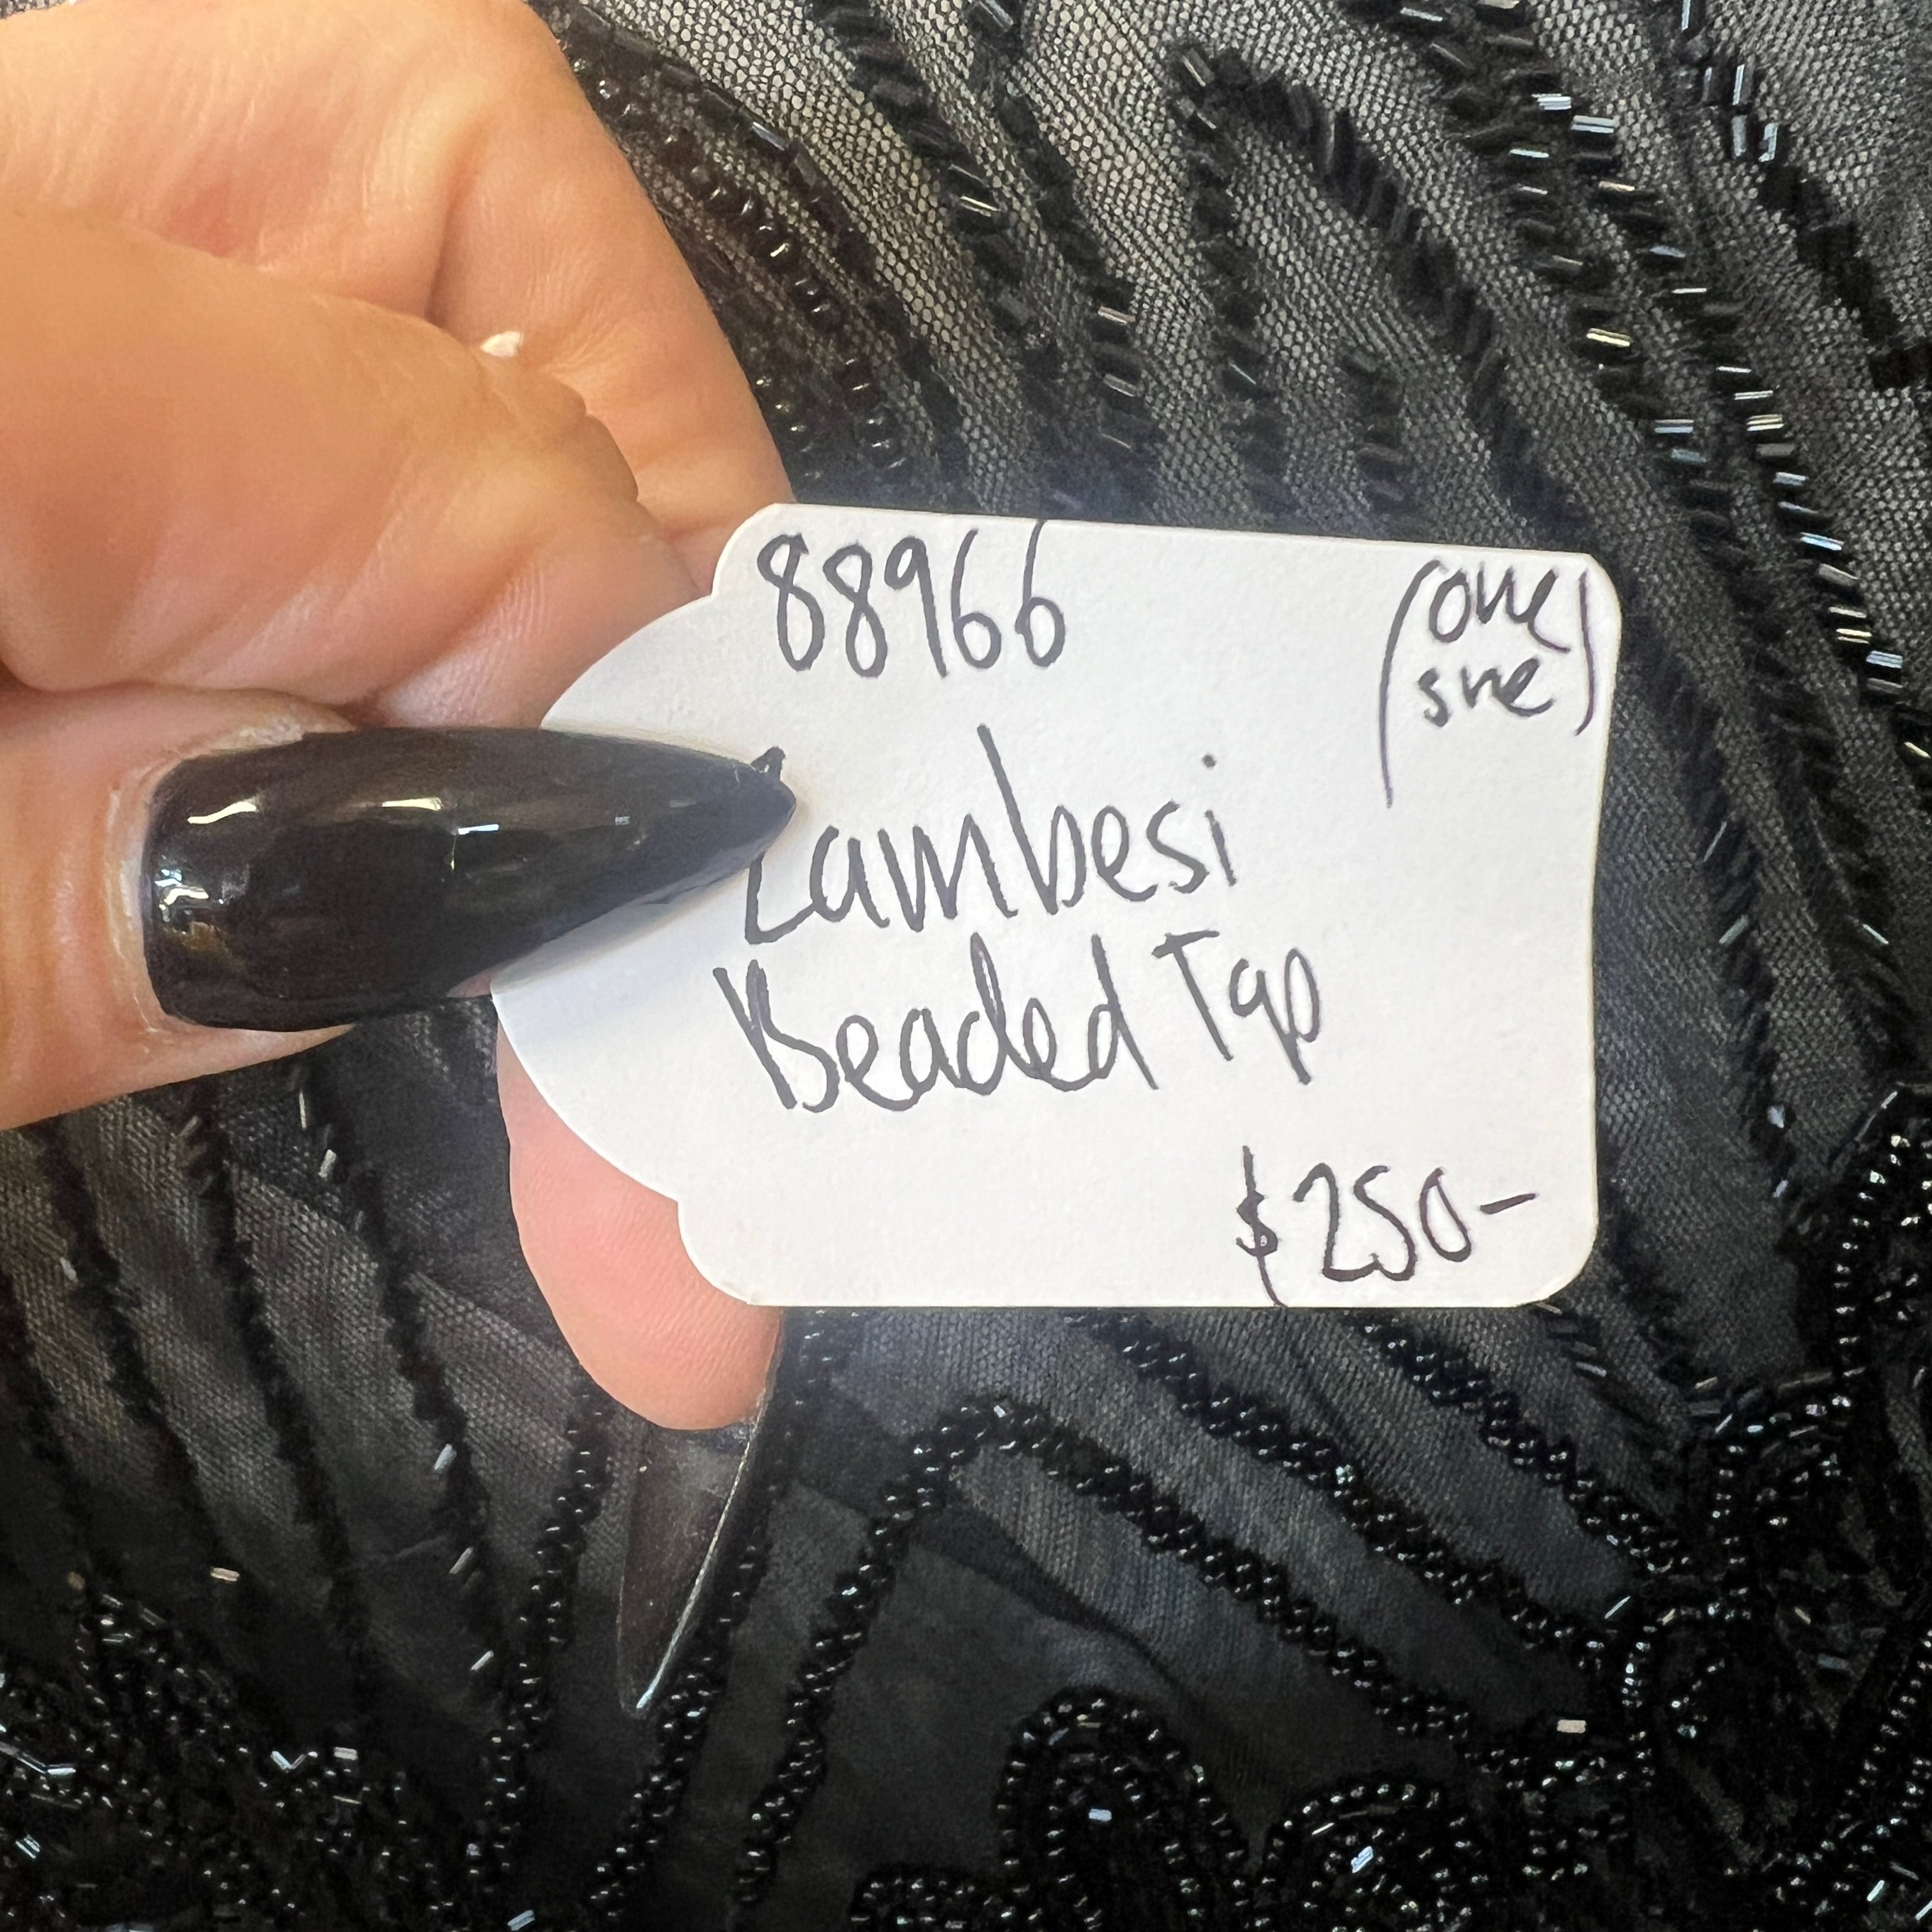 88966
(one
size)
Zambesi
Beaded Top
$250-